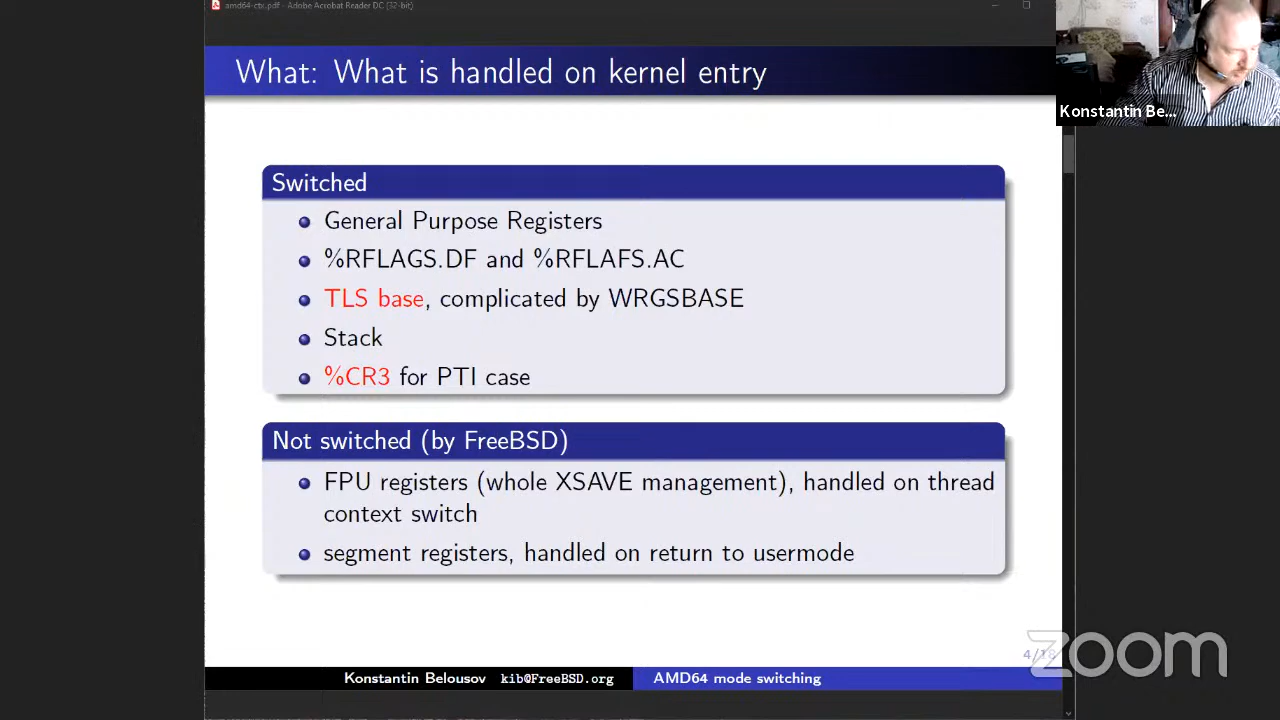 amd64-ctx.pdf - Adobe Acrobat Reader DC (32-bit)
What: What is handled on kernel entry
Konstantin Be...
Switched
General Purpose Registers
%RFLAGS.DF and %RFLAFS.AC
TLS base, complicated by WRGSBASE
Stack
%CR3 for PTI case
Not switched (by FreeBSD)
FPU registers (whole XSAVE management), handled on thread
context switch
segment registers, handled on return to usermode
zoom
Konstantin Belousov kib@FreeBSD.org
AMD64 mode switching